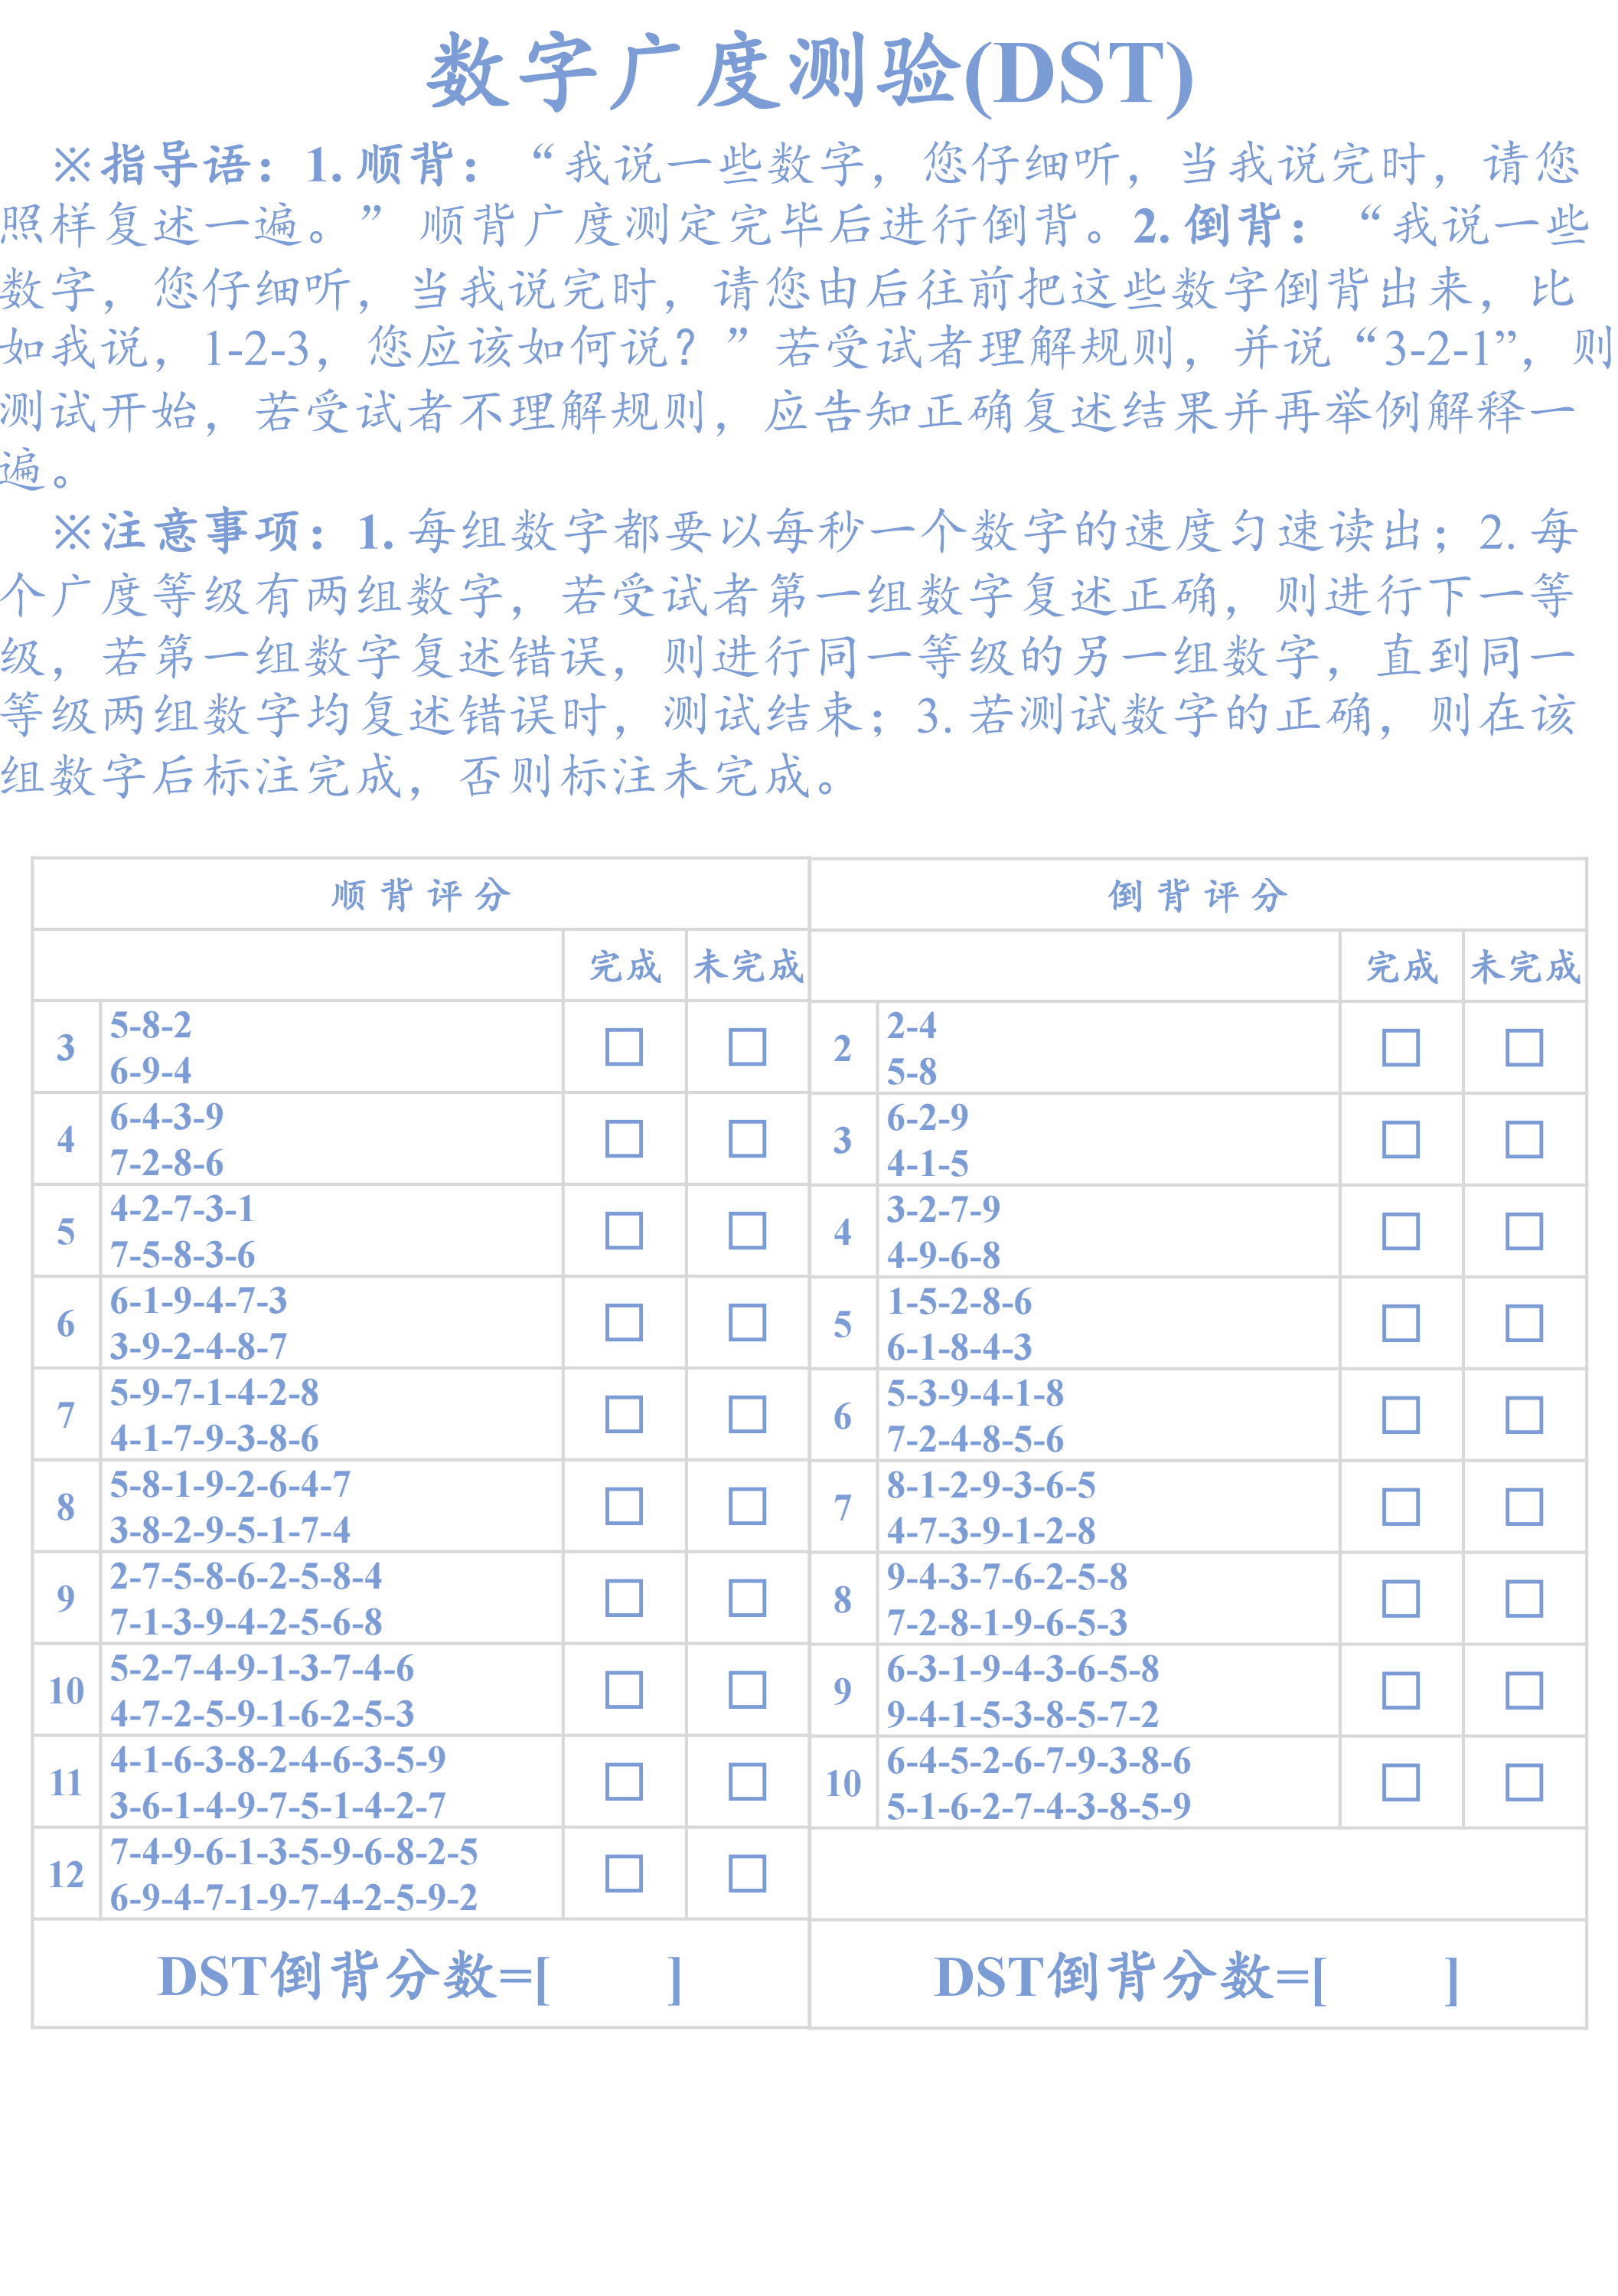 数字广度测验(DST)
※指导语：1. 顺背：“我说一些数字，您仔细听，当我说完时，请您
照样复述一遍。”顺背广度测定完毕后进行倒背。2. 倒背：“我说一些
数字，您仔细听，当我说完时，请您由后往前把这些数字倒背出来，比
如我说，1-2-3，您应该如何说？”若受试者理解规则，并说“3-2-1”，则
测试开始，若受试者不理解规则，应告知正确复述结果并再举例解释一
遍。
※注意事项：1. 每组数字都要以每秒一个数字的速度匀速读出；2. 每
个广度等级有两组数字，若受试者第一组数字复述正确，则进行下一等
级，若第一组数字复述错误，则进行同一等级的另一组数字，直到同一
等级两组数字均复述错误时，测试结束；3. 若测试数字的正确，则在该
组数字后标注完成，否则标注未完成。
顺背评分
完成 未完成
3 5-8-2
6-9-4
4 6-4-3-9
7-2-8-6
5 4-2-7-3-1
7-5-8-3-6
6 6-1-9-4-7-3
3-9-2-4-8-7
7 5-9-7-1-4-2-8
4-1-7-9-3-8-6
8 5-8-1-9-2-6-4-7
3-8-2-9-5-1-7-4
9 2-7-5-8-6-2-5-8-4
7-1-3-9-4-2-5-6-8
10 5-2-7-4-9-1-3-7-4-6
4-7-2-5-9-1-6-2-5-3
11 4-1-6-3-8-2-4-6-3-5-9
3-6-1-4-9-7-5-1-4-2-7
12 7-4-9-6-1-3-5-9-6-8-2-5
6-9-4-7-1-9-7-4-2-5-9-2
DST倒背分数=[ ]
倒背评分
完成 未完成
2 2-4
5-8
3 6-2-9
4-1-5
4 3-2-7-9
4-9-6-8
5 1-5-2-8-6
6-1-8-4-3
6 5-3-9-4-1-8
7-2-4-8-5-6
7 8-1-2-9-3-6-5
4-7-3-9-1-2-8
8 9-4-3-7-6-2-5-8
7-2-8-1-9-6-5-3
9 6-3-1-9-4-3-6-5-8
9-4-1-5-3-8-5-7-2
10 6-4-5-2-6-7-9-3-8-6
5-1-6-2-7-4-3-8-5-9
DST倒背分数=[ ]